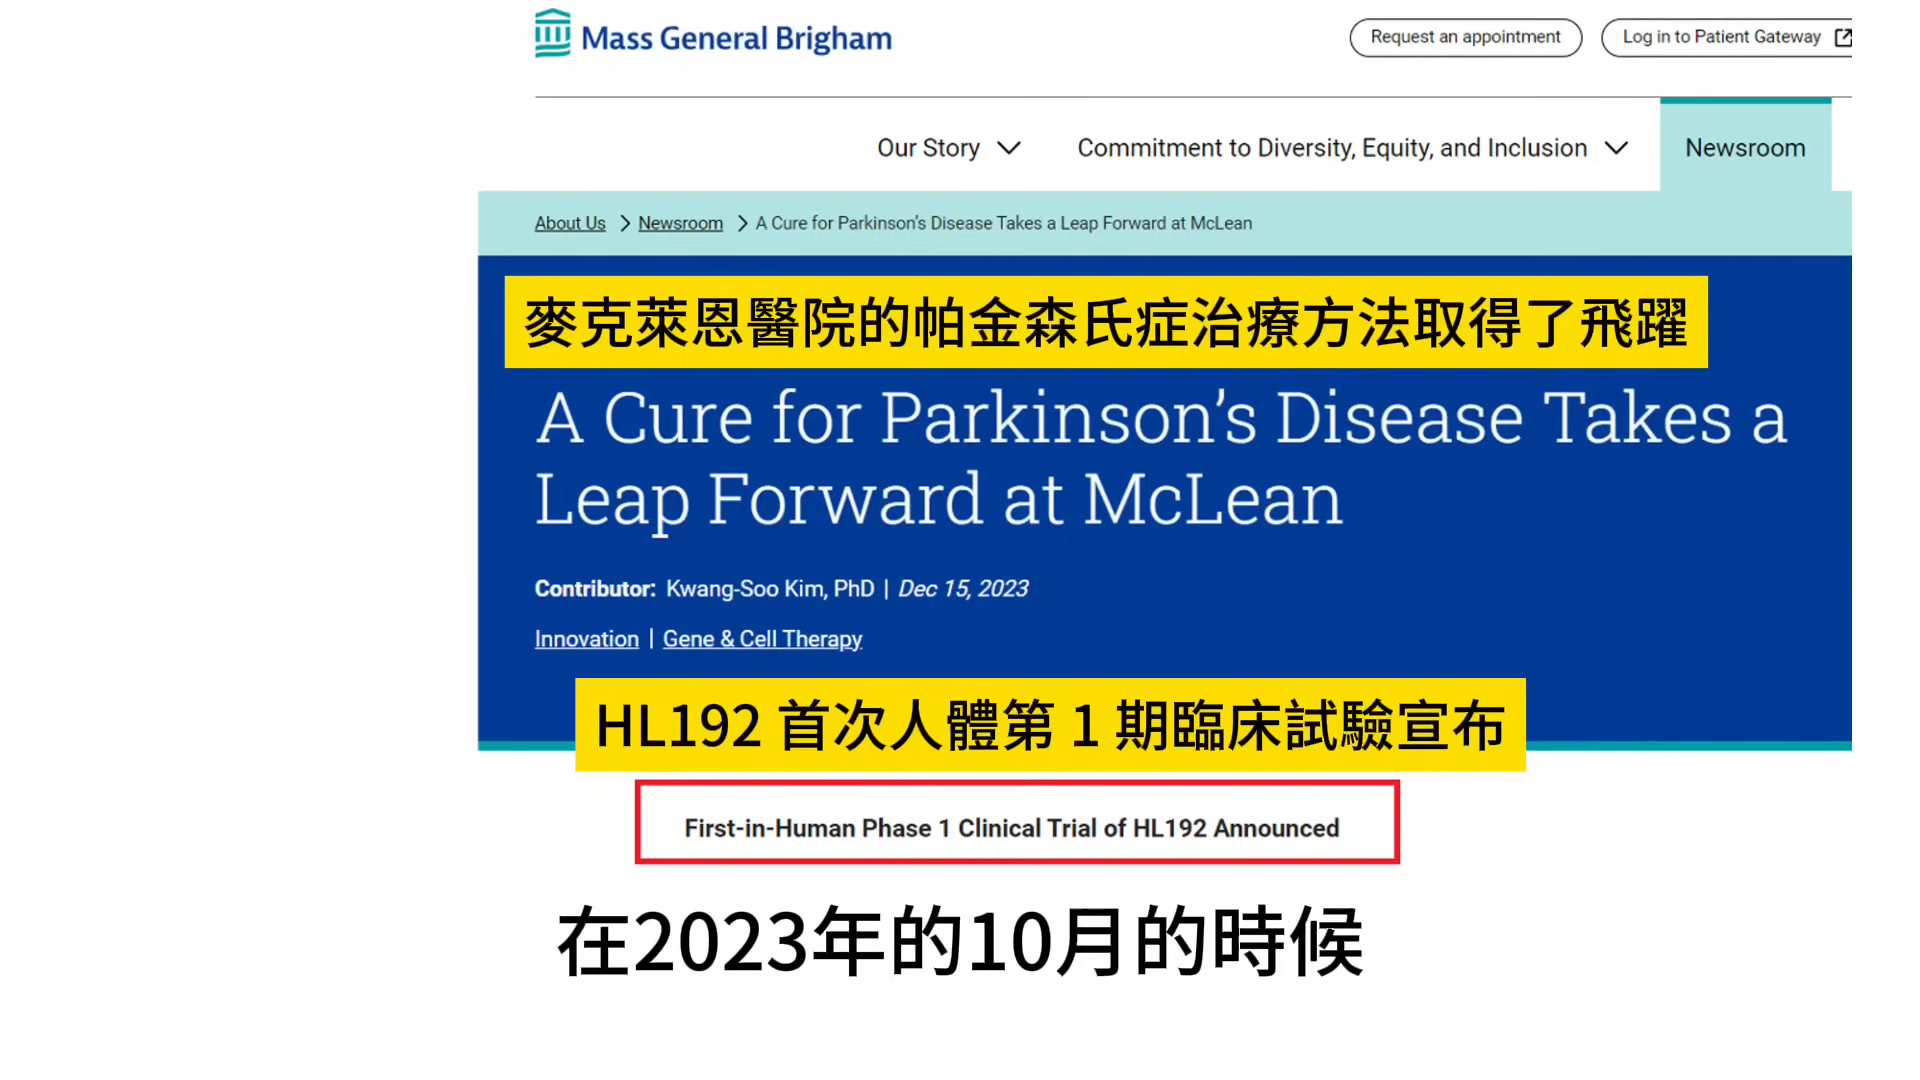 Mass General Brigham
Request an appointment
Log in to Patient Gateway
Our Story
Commitment to Diversity, Equity, and Inclusion
Newsroom
About Us > Newsroom > A Cure for Parkinson’s Disease Takes a Leap Forward at McLean
麥克萊恩醫院的帕金森氏症治療方法取得了飛躍
A Cure for Parkinson’s Disease Takes a
Leap Forward at McLean
Contributor: Kwang-Soo Kim, PhD | Dec 15, 2023
Innovation | Gene & Cell Therapy
HL192 首次人體第 1 期臨床試驗宣布
First-in-Human Phase 1 Clinical Trial of HL192 Announced
在2023年的10月的時候